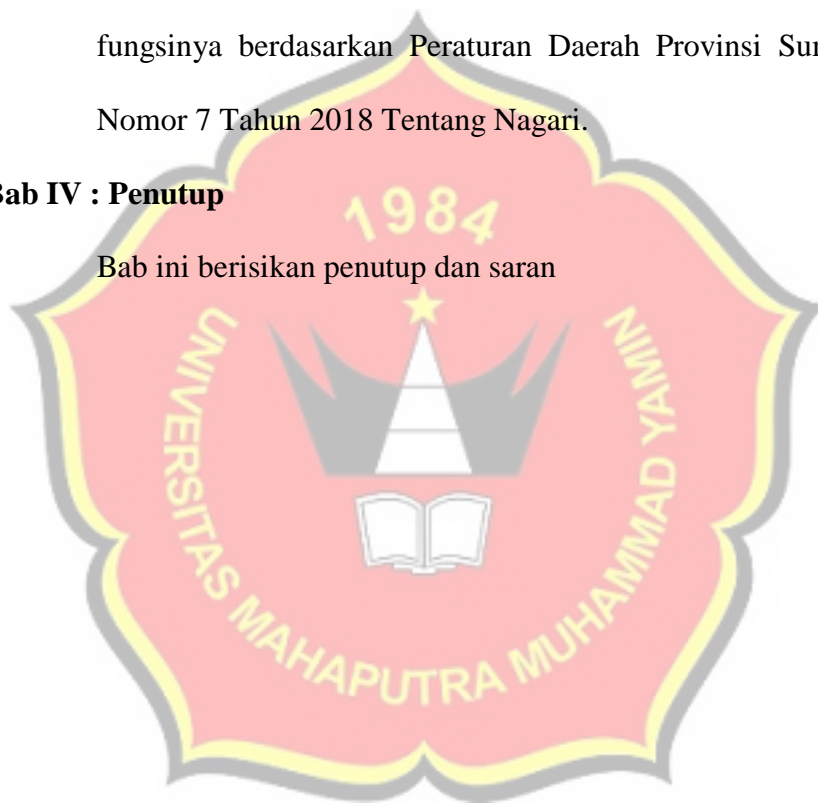 fungsinya berdasarkan Peraturan Daerah Provinsi Sum
Nomor 7 Tahun 2018 Tentang Nagari.
Bab IV : Penutup
Bab ini berisikan penutup dan saran
1984
UNIVERSITAS MAHAPUTRA MUHAMMAD YAMIN